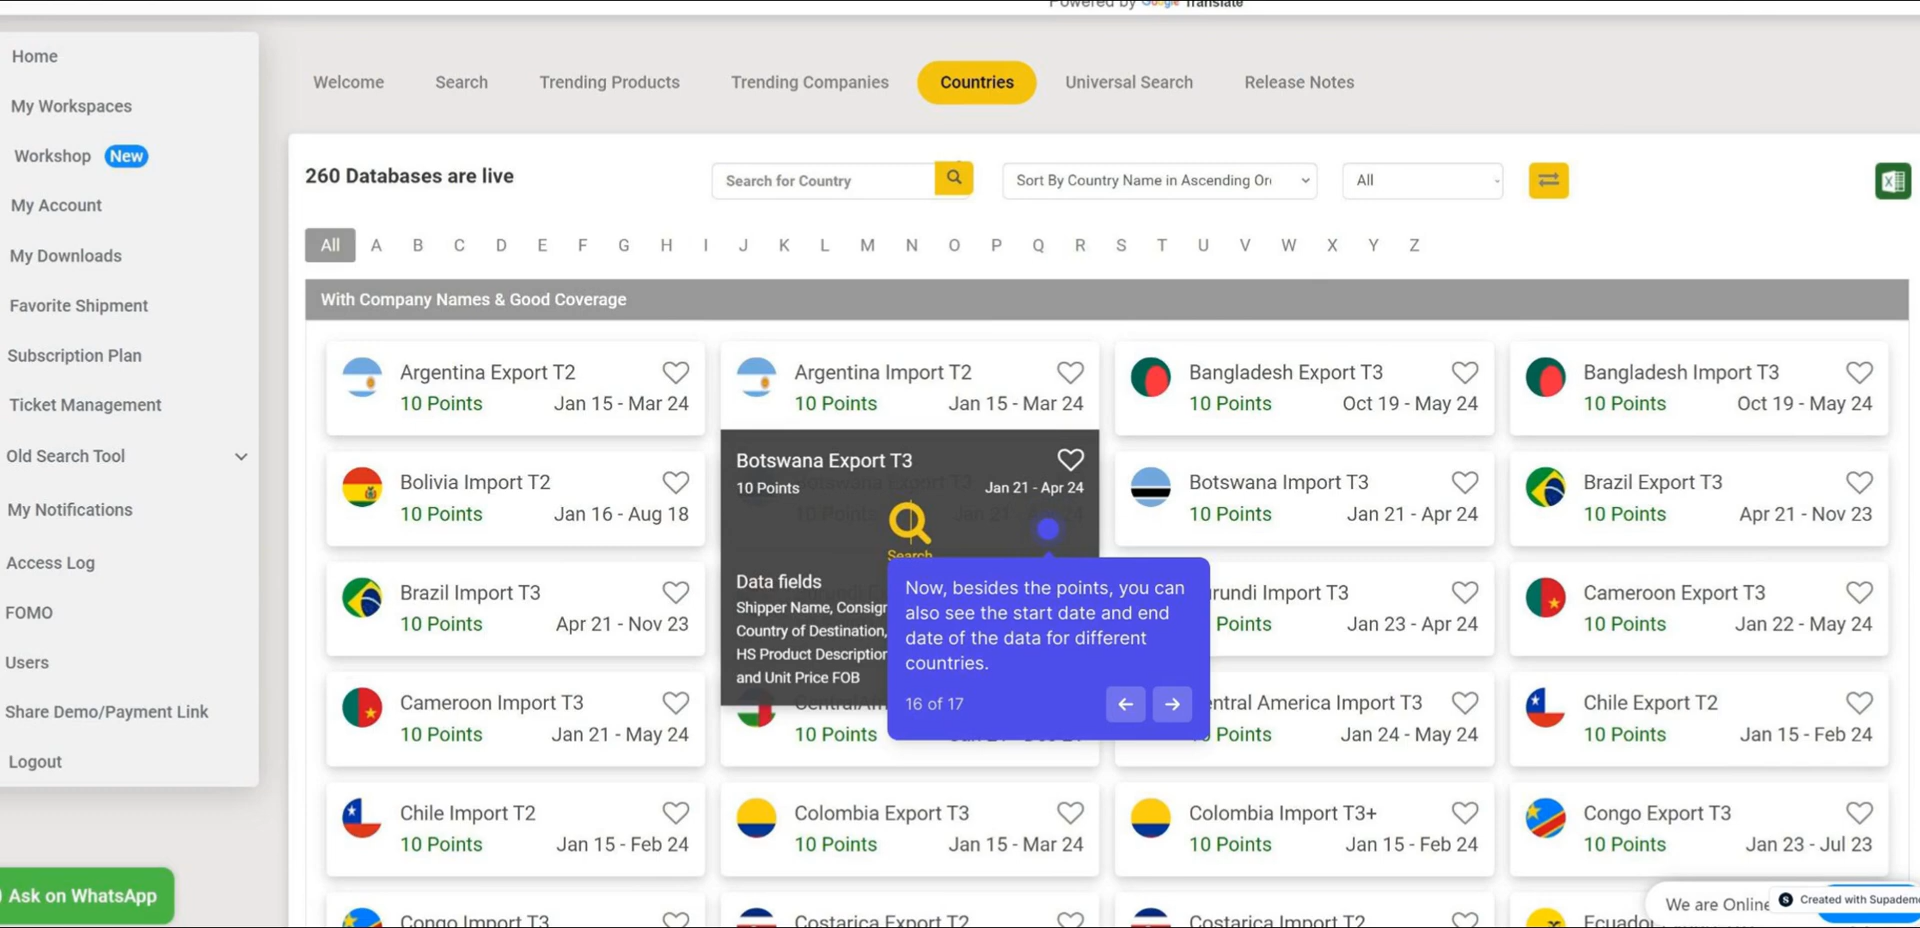 Powered by Google Translate
Home
My Workspaces
Workshop New
My Account
My Downloads
Favorite Shipment
Subscription Plan
Ticket Management
Old Search Tool
My Notifications
Access Log
FOMO
Users
Share Demo/Payment Link
Logout
Ask on WhatsApp
Welcome Search Trending Products Trending Companies Countries Universal Search Release Notes
260 Databases are live
Search for Country
Sort By Country Name in Ascending Or
All
All A B C D E F G H I J K L M N O P Q R S T U V W X Y Z
With Company Names & Good Coverage
Argentina Export T2
10 Points Jan 15 - Mar 24
Argentina Import T2
10 Points Jan 15 - Mar 24
Bangladesh Export T3
10 Points Oct 19 - May 24
Bangladesh Import T3
10 Points Oct 19 - May 24
Bolivia Import T2
10 Points Jan 16 - Aug 18
Botswana Export T3
10 Points Jan 21 - Apr 24
Search
Data fields
Shipper Name, Consign
Country of Destination,
HS Product Description
and Unit Price FOB
Now, besides the points, you can
also see the start date and end
date of the data for different
countries.
16 of 17
Botswana Import T3
10 Points Jan 21 - Apr 24
Brazil Export T3
10 Points Apr 21 - Nov 23
Brazil Import T3
10 Points Apr 21 - Nov 23
rundi Import T3
Points Jan 23 - Apr 24
Cameroon Export T3
10 Points Jan 22 - May 24
Cameroon Import T3
10 Points Jan 21 - May 24
10 Points
ntral America Import T3
Points Jan 24 - May 24
Chile Export T2
10 Points Jan 15 - Feb 24
Chile Import T2
10 Points Jan 15 - Feb 24
Colombia Export T3
10 Points Jan 15 - Mar 24
Colombia Import T3+
10 Points Jan 15 - Feb 24
Congo Export T3
10 Points Jan 23 - Jul 23
Congo Import T3
Costarica Export T2
Costarica Import T2
Ecuado
We are Online
Created with Supademo